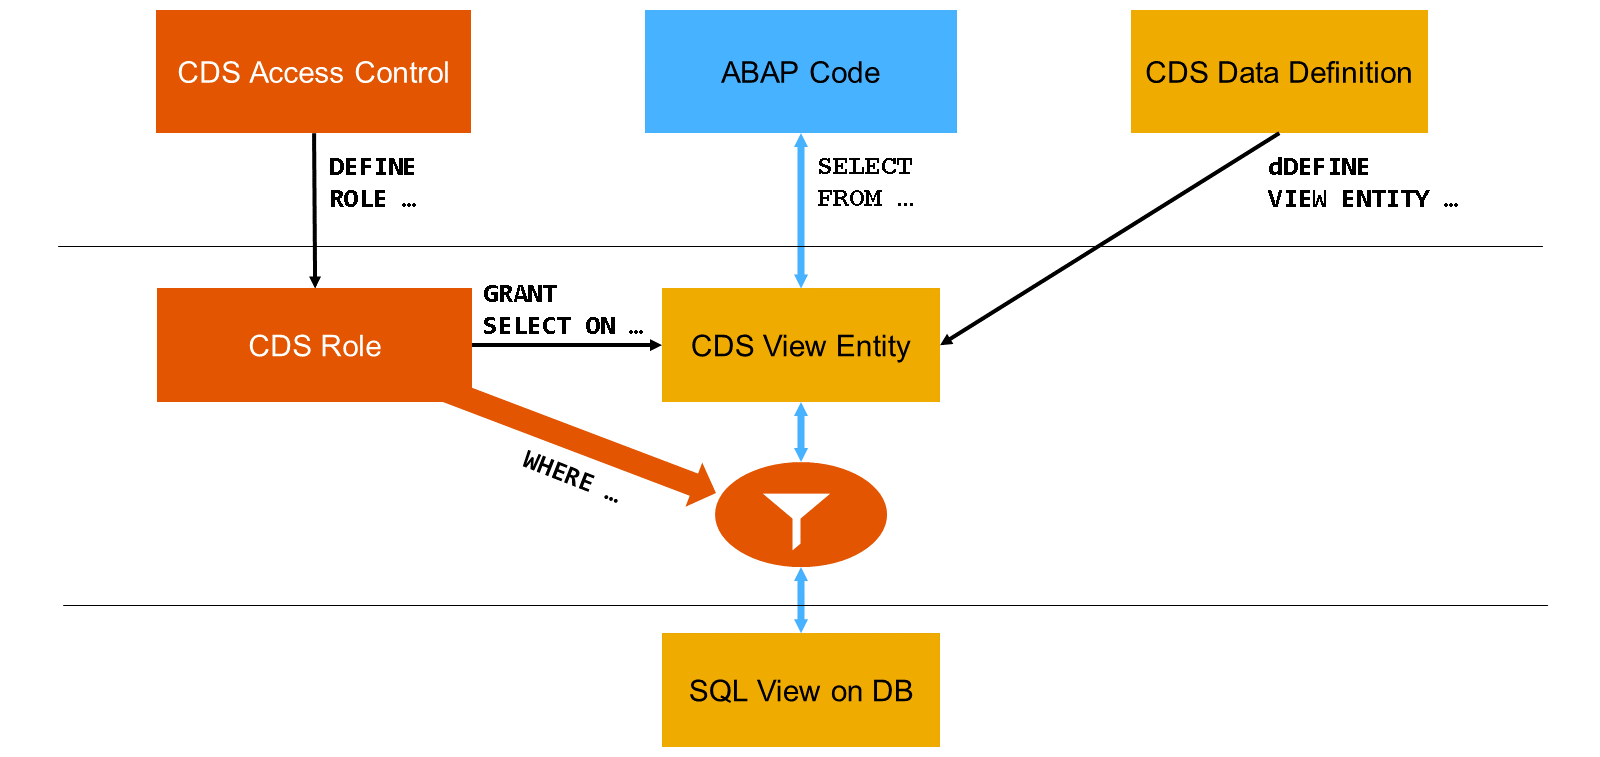 CDS Access Control
ABAP Code
CDS Data Definition
DEFINE
ROLE …
SELECT
FROM …
dDEFINE
VIEW ENTITY …
GRANT
SELECT ON …
CDS Role
CDS View Entity
WHERE …
SQL View on DB